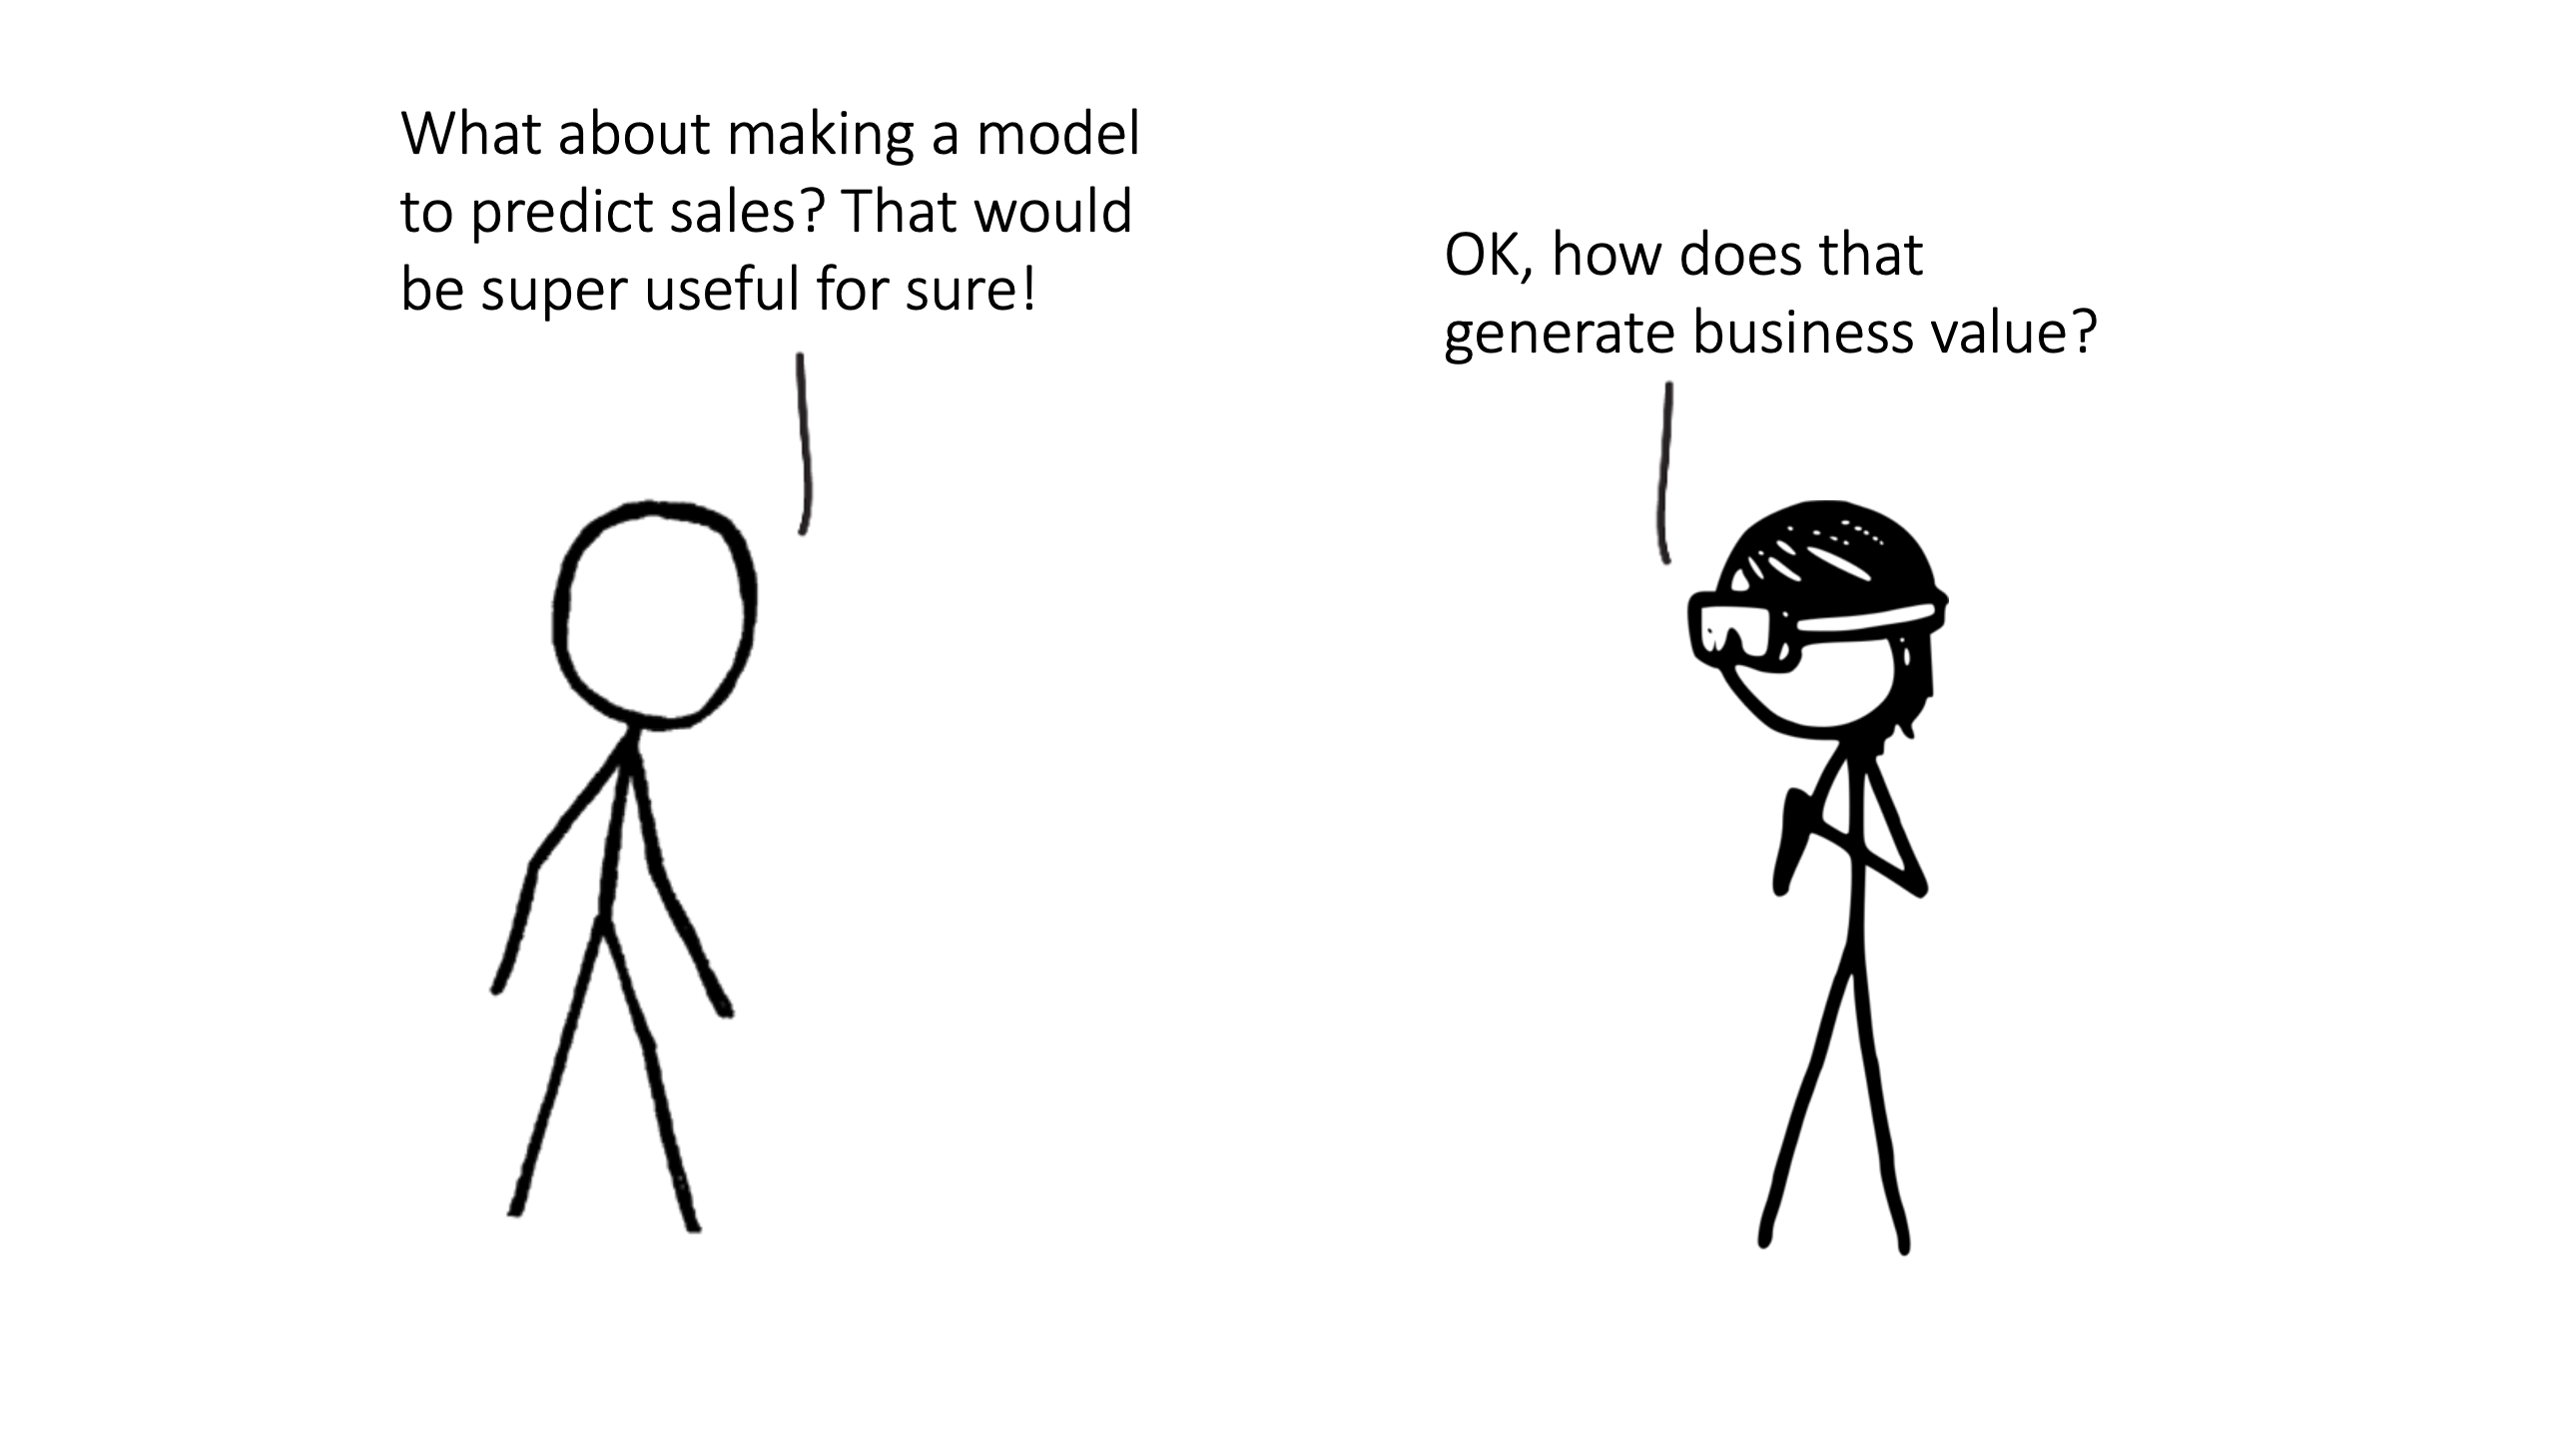 What about making a model
to predict sales? That would
be super useful for sure!
OK, how does that
generate business value?